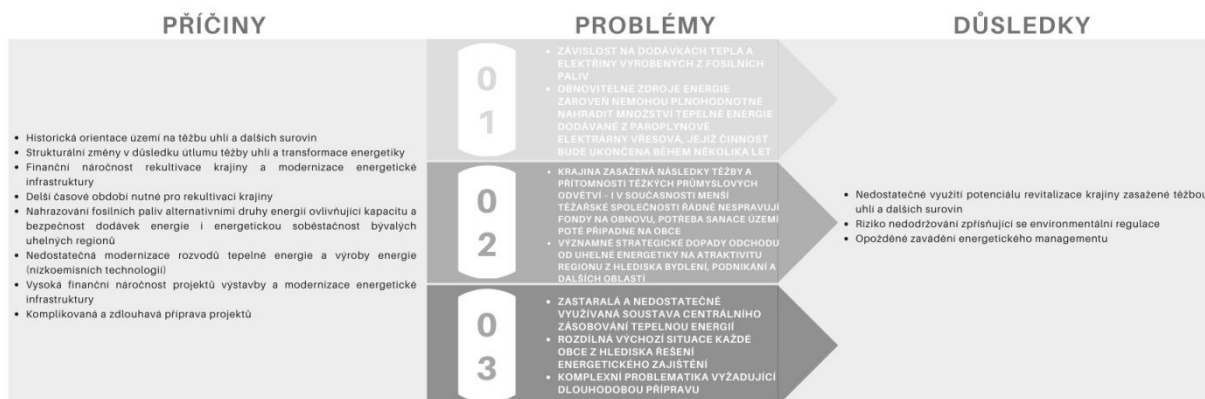 PŘÍČINY
PROBLÉMY
DŮSLEDKY
• Historická orientace území na těžbu uhlí a dalších surovin
• Strukturální změny v důsledku útlumu těžby uhlí a transformace energetiky
• Finanční náročnost rekultivace krajiny a modernizace energetické
infrastruktury
• Delší časové období nutné pro rekultivaci krajiny
• Nahrazování fosilních paliv alternativními druhy energií ovlivňující kapacitu a
bezpečnost dodávek energie i energetickou soběstačnost bývalých
uhelných regionů
• Nedostatečná modernizace rozvodů tepelné energie a výroby energie
(nízkoemisních technologií)
• Vysoká finanční náročnost projektů výstavby a modernizace energetické
infrastruktury
• Komplikovaná a zdlouhavá příprava projektů
0
1
• ZÁVISLOST NA DODÁVKÁCH TEPLA A
ELEKTŘINY VYROBENÝCH Z FOSILNÍCH
PALIV
• OBNOVITELNÉ ZDROJE ENERGIE
ZÁROVEŇ NEMOHOU PLNOHODNOTNĚ
NAHRADIT MNOŽSTVÍ TEPELNÉ ENERGIE
DODÁVANÉ Z PAROPLYNOVÉ
ELEKTRÁRNY VŘESOVÁ, JEJÍŽ ČINNOST
BUDE UKONČENA BĚHEM NĚKOLIKA LET
0
2
• KRAJINA ZASAŽENÁ NÁSLEDKY TĚŽBY A
PŘÍTOMNOSTI TĚŽKÝCH PRŮMYSLOVÝCH
ODVĚTVÍ – I V SOUČASNOSTI MENŠÍ
TĚŽAŘSKÉ SPOLEČNOSTI ŘÁDNĚ NESPRAVUJÍ
FONDY NA OBNOVU, POTŘEBA SANACE ÚZEMÍ
POTÉ PŘIPADNE NA OBCE
• VÝZNAMNÉ STRATEGICKÉ DOPADY ODCHODU
OD UHELNÉ ENERGETIKY NA ATRAKTIVITU
REGIONU Z HLEDISKA BYDLENÍ, PODNIKÁNÍ A
DALŠÍCH OBLASTÍ
0
3
• ZASTARALÁ A NEDOSTATEČNĚ
VYUŽÍVANÁ SOUSTAVA CENTRÁLNÍHO
ZÁSOBOVÁNÍ TEPELNOU ENERGIÍ
• ROZDÍLNÁ VÝCHOZÍ SITUACE KAŽDÉ
OBCE Z HLEDISKA ŘEŠENÍ
ENERGETICKÉHO ZAJIŠTĚNÍ
• KOMPLEXNÍ PROBLEMATIKA VYŽADUJÍCÍ
DLOUHODOBOU PŘÍPRAVU
• Nedostatečné využití potenciálu revitalizace krajiny zasažené těžbou
uhlí a dalších surovin
• Riziko nedodržování zpřísňující se environmentální regulace
• Opožděné zavádění energetického managementu